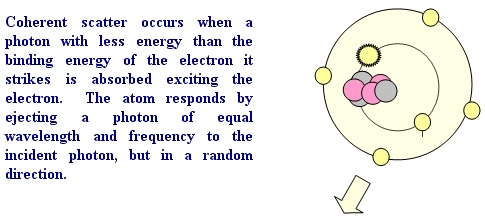 Coherent scatter occurs when a
photon with less energy than the
binding energy of the electron it
strikes is absorbed exciting the
electron. The atom responds by
ejecting a photon of equal
wavelength and frequency to the
incident photon, but in a random
direction.